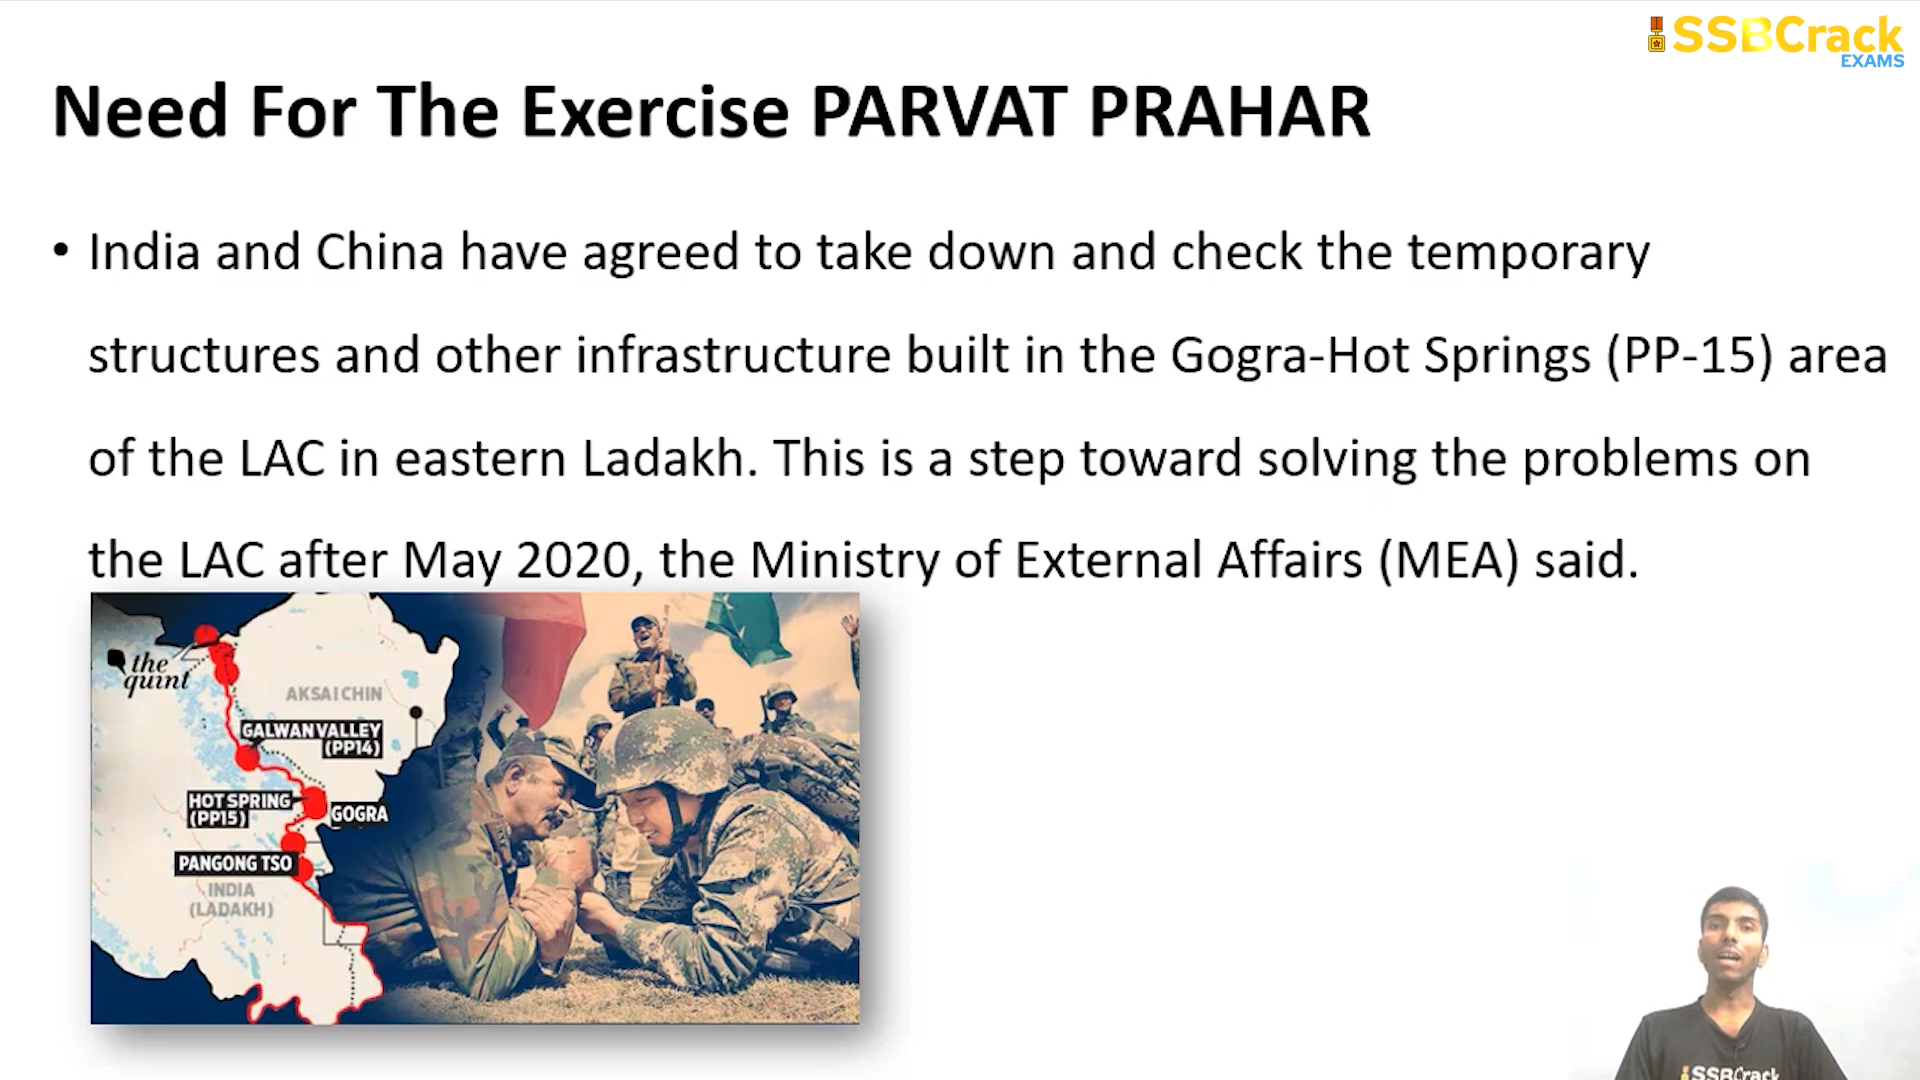 SSBCrack
EXAMS
Need For The Exercise PARVAT PRAHAR
• India and China have agreed to take down and check the temporary
structures and other infrastructure built in the Gogra-Hot Springs (PP-15) area
of the LAC in eastern Ladakh. This is a step toward solving the problems on
the LAC after May 2020, the Ministry of External Affairs (MEA) said.
the
quint
AKSAI CHIN
GALWAN VALLEY
(PP14)
HOT SPRING
(PP15)
GOGRA
PANGONG TSO
INDIA
(LADAKH)
SSBCrack